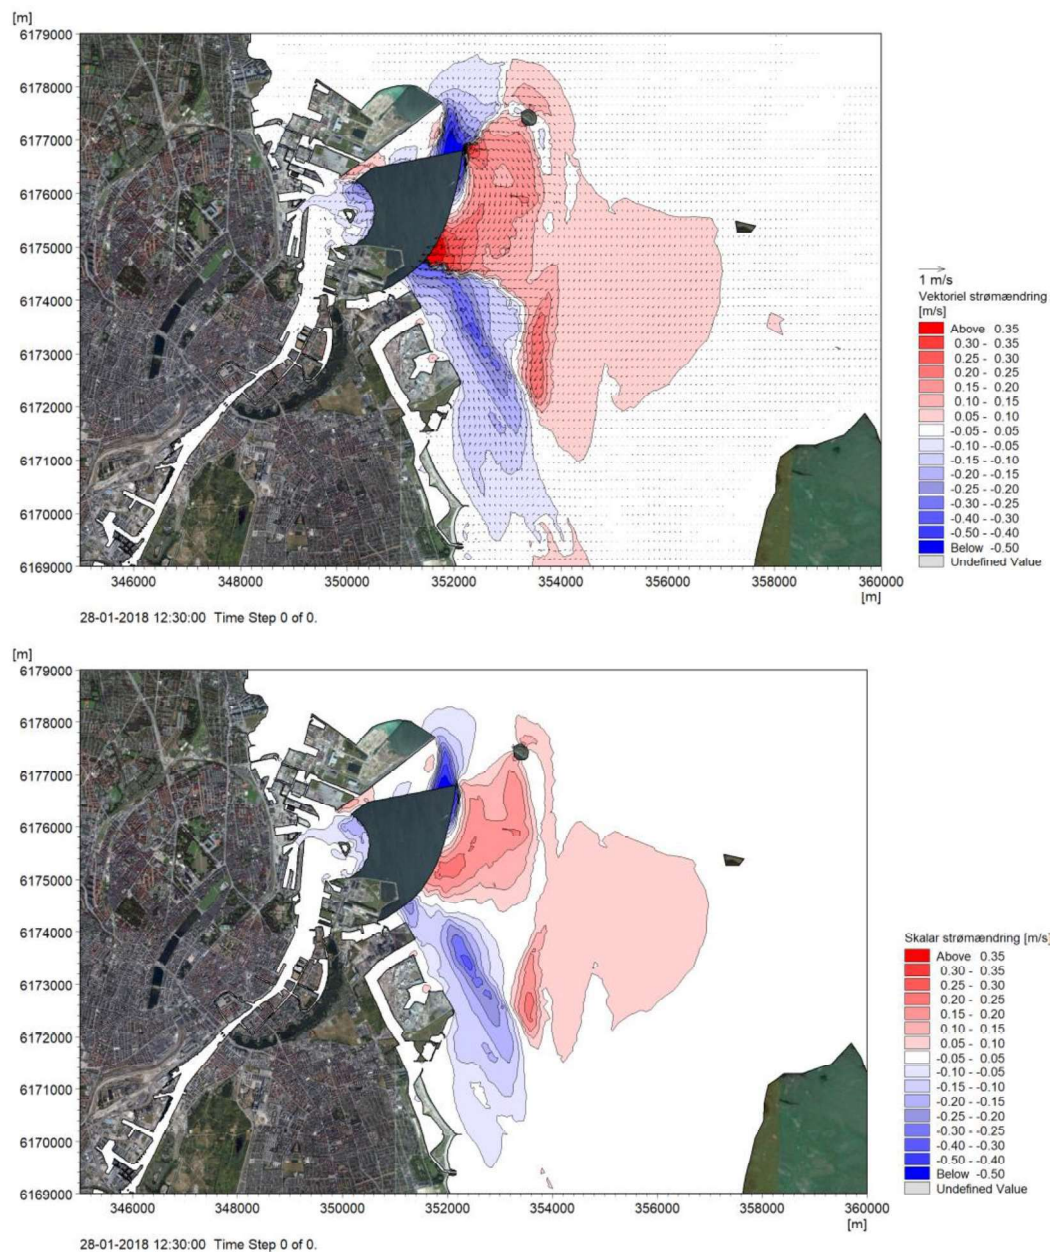 [m]
6179000
6178000
6177000
6176000
6175000
6174000
6173000
6172000
6171000
6170000
6169000
346000 348000 350000 352000 354000 356000 358000 360000
[m]
28-01-2018 12:30:00 Time Step 0 of 0.
1 m/s
Vektoriel strømændring
[m/s]
Above 0.35
0.30 - 0.35
0.25 - 0.30
0.20 - 0.25
0.15 - 0.20
0.10 - 0.15
0.05 - 0.10
-0.05 - 0.05
-0.10 - -0.05
-0.15 - -0.10
-0.20 - -0.15
-0.25 - -0.20
-0.30 - -0.25
-0.40 - -0.30
-0.50 - -0.40
Below -0.50
Undefined Value
[m]
6179000
6178000
6177000
6176000
6175000
6174000
6173000
6172000
6171000
6170000
6169000
346000 348000 350000 352000 354000 356000 358000 360000
[m]
28-01-2018 12:30:00 Time Step 0 of 0.
Skalar strømændring [m/s]
Above 0.35
0.30 - 0.35
0.25 - 0.30
0.20 - 0.25
0.15 - 0.20
0.10 - 0.15
0.05 - 0.10
-0.05 - 0.05
-0.10 - -0.05
-0.15 - -0.10
-0.20 - -0.15
-0.25 - -0.20
-0.30 - -0.25
-0.40 - -0.30
-0.50 - -0.40
Below -0.50
Undefined Value